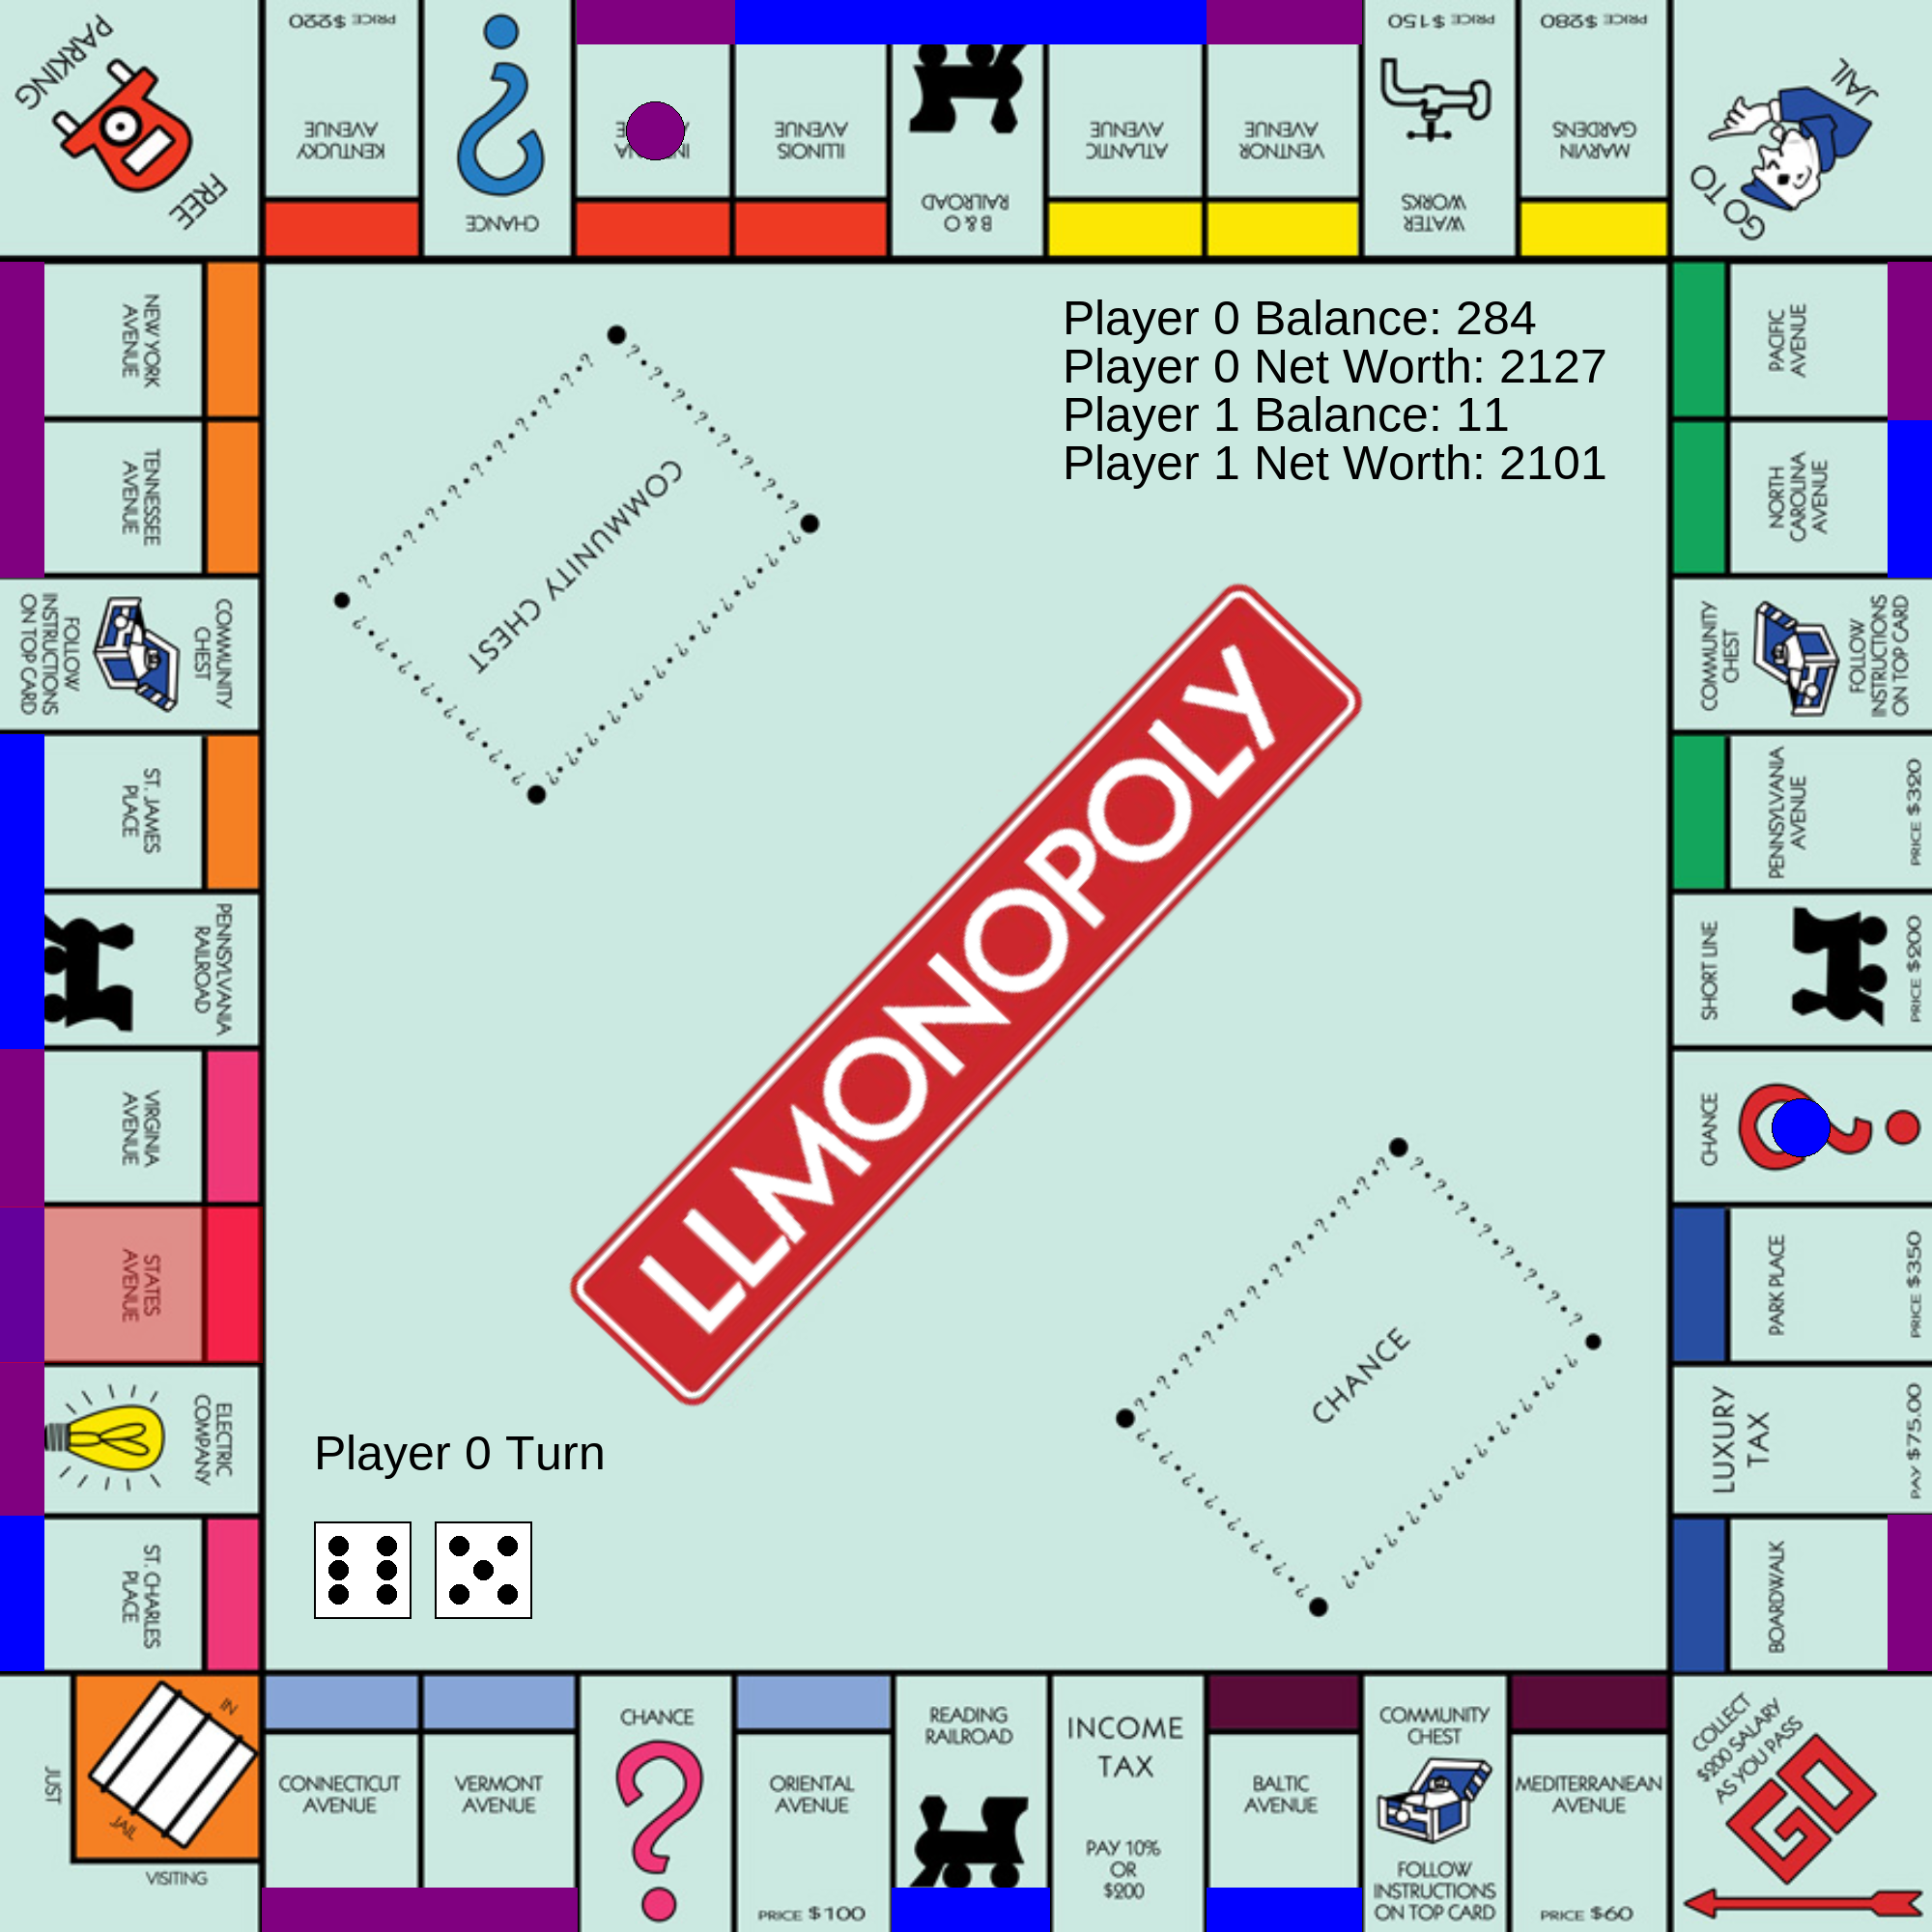 FREE
PARKING
PRICE $220
KENTUCKY
AVENUE
CHANCE
ILLINOIS
AVENUE
B & O
RAILROAD
ATLANTIC
AVENUE
VENTNOR
AVENUE
PRICE $150
WATER
WORKS
PRICE $280
MARVIN
GARDENS
GO TO
JAIL
NEW YORK
AVENUE
TENNESSEE
AVENUE
COMMUNITY
CHEST
FOLLOW
INSTRUCTIONS
ON TOP CARD
ST. JAMES
PLACE
PENNSYLVANIA
RAILROAD
VIRGINIA
AVENUE
STATES
AVENUE
ELECTRIC
COMPANY
ST. CHARLES
PLACE
Player 0 Balance: 284
Player 0 Net Worth: 2127
Player 1 Balance: 11
Player 1 Net Worth: 2101
COMMUNITY CHEST
LLMONOPOLY
CHANCE
Player 0 Turn
PACIFIC
AVENUE
NORTH
CAROLINA
AVENUE
COMMUNITY
CHEST
FOLLOW
INSTRUCTIONS
ON TOP CARD
PENNSYLVANIA
AVENUE
PRICE $320
SHORT LINE
PRICE $200
CHANCE
PARK PLACE
PRICE $350
LUXURY
TAX
PAY $75.00
BOARDWALK
JUST
VISITING
IN
JAIL
CONNECTICUT
AVENUE
VERMONT
AVENUE
CHANCE
ORIENTAL
AVENUE
PRICE $100
READING
RAILROAD
INCOME
TAX
PAY 10%
OR
$200
BALTIC
AVENUE
COMMUNITY
CHEST
FOLLOW
INSTRUCTIONS
ON TOP CARD
MEDITERRANEAN
AVENUE
PRICE $60
COLLECT
$200 SALARY
AS YOU PASS
GO